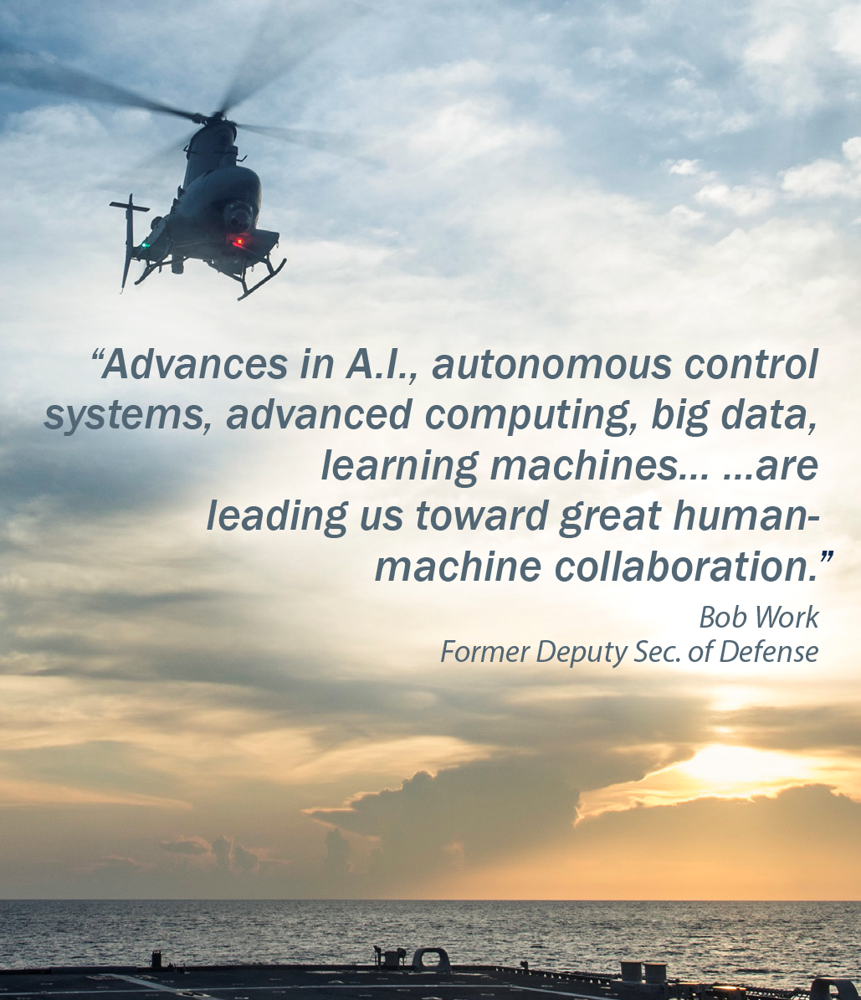 “Advances in A.I., autonomous control
systems, advanced computing, big data,
learning machines... ...are
leading us toward great human-
machine collaboration.”
Bob Work
Former Deputy Sec. of Defense